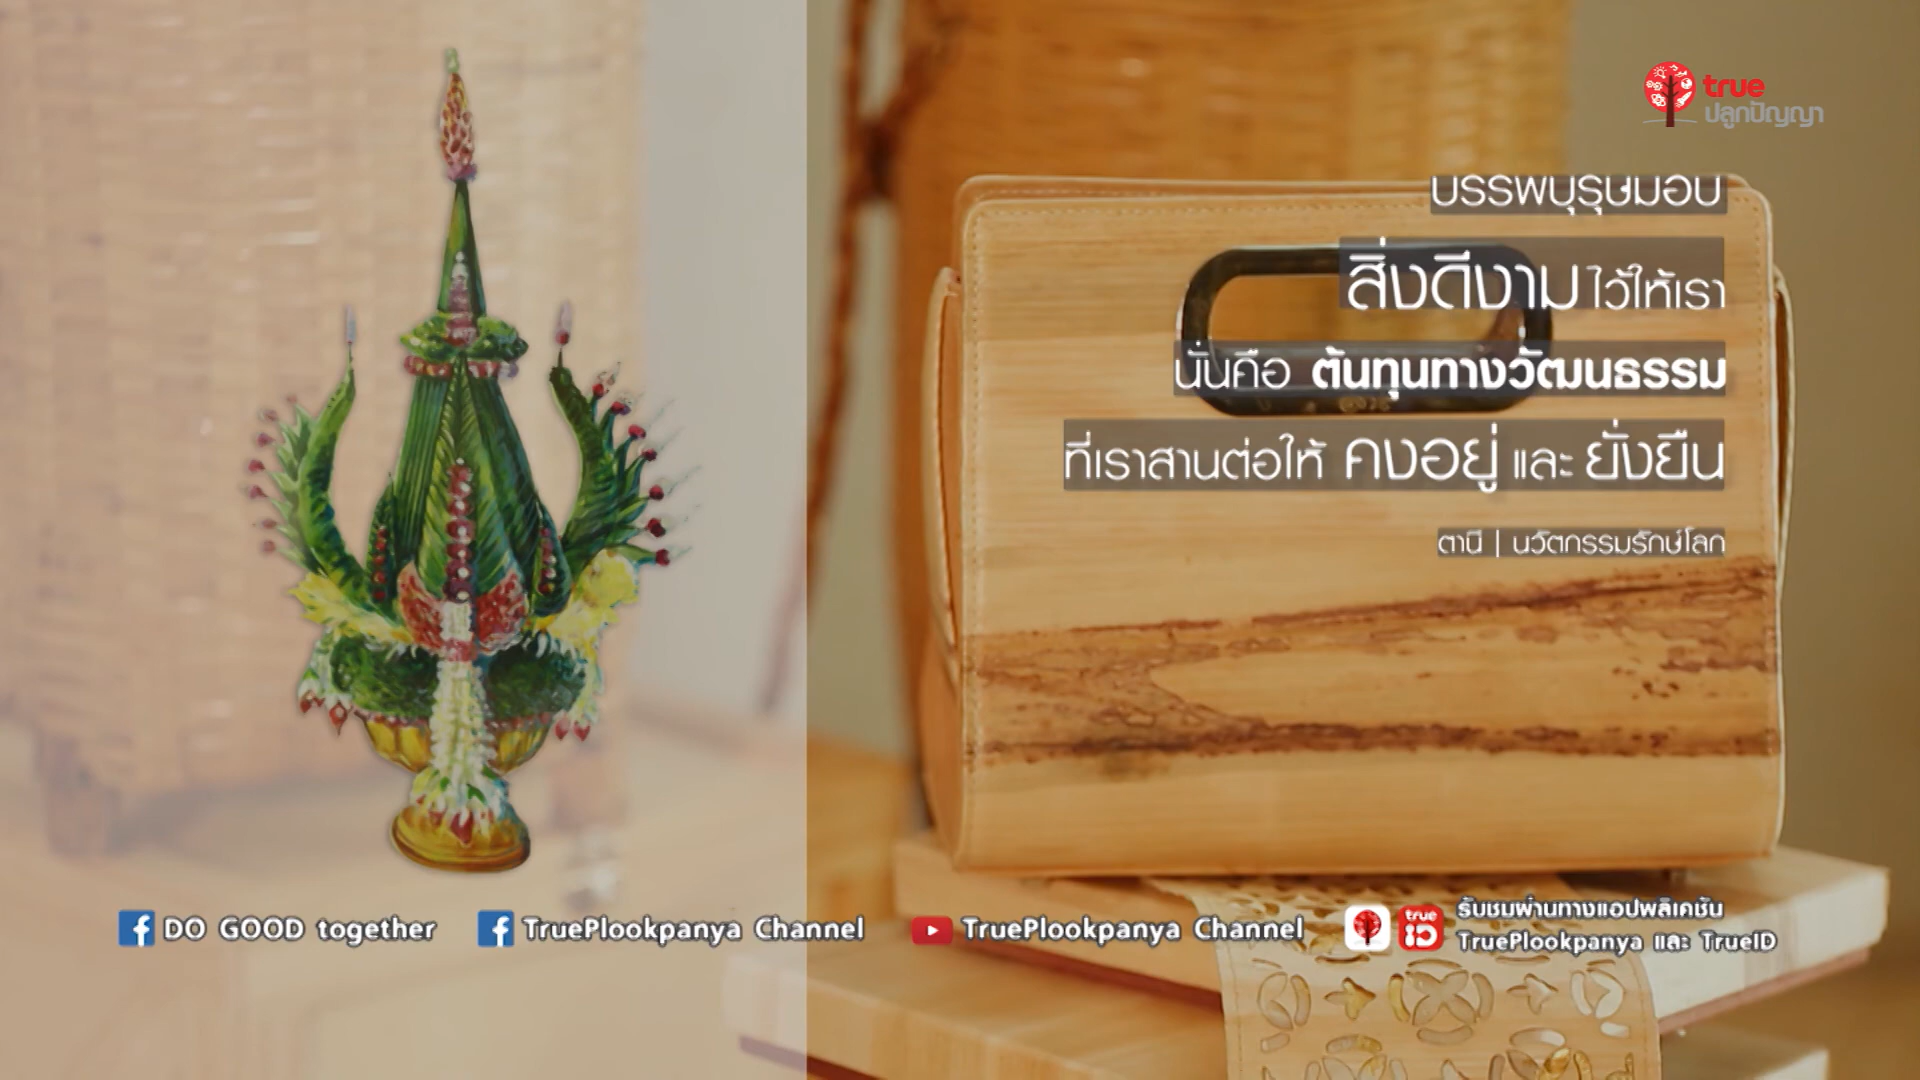 true
ปลูกปัญญา
บรรพบุรุษมอบ
สิ่งดีงามไว้ให้เรา
นั่นคือ ต้นทุนทางวัฒนธรรม
ที่เราสานต่อให้ คงอยู่ และ ยั่งยืน
ตานี | นวัตกรรมรักษ์โลก
DO GOOD together
TruePlookpanya Channel
TruePlookpanya Channel
true
iD
รับชมผ่านทางแอปพลิเคชัน
TruePlookpanya และ TrueID